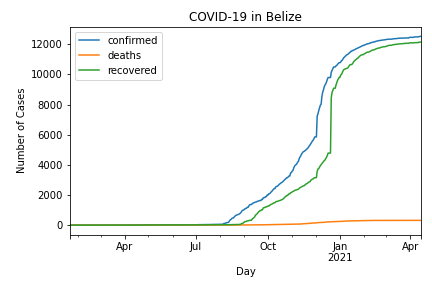 COVID-19 in Belize
confirmed
deaths
recovered
Number of Cases
12000
10000
8000
6000
4000
2000
0
Apr
Jul
Oct
Jan
2021
Apr
Day